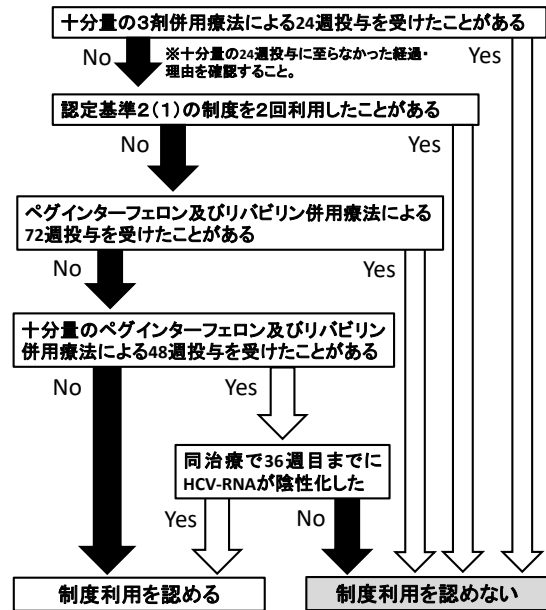 十分量の3剤併用療法による24週投与を受けたことがある
No
※十分量の24週投与に至らなかった経過・
理由を確認すること。
Yes
認定基準2(1)の制度を2回利用したことがある
No
Yes
ペグインターフェロン及びリバビリン併用療法による
72週投与を受けたことがある
No
Yes
十分量のペグインターフェロン及びリバビリン
併用療法による48週投与を受けたことがある
No
Yes
同治療で36週目までに
HCV-RNAが陰性化した
Yes
No
制度利用を認める
制度利用を認めない